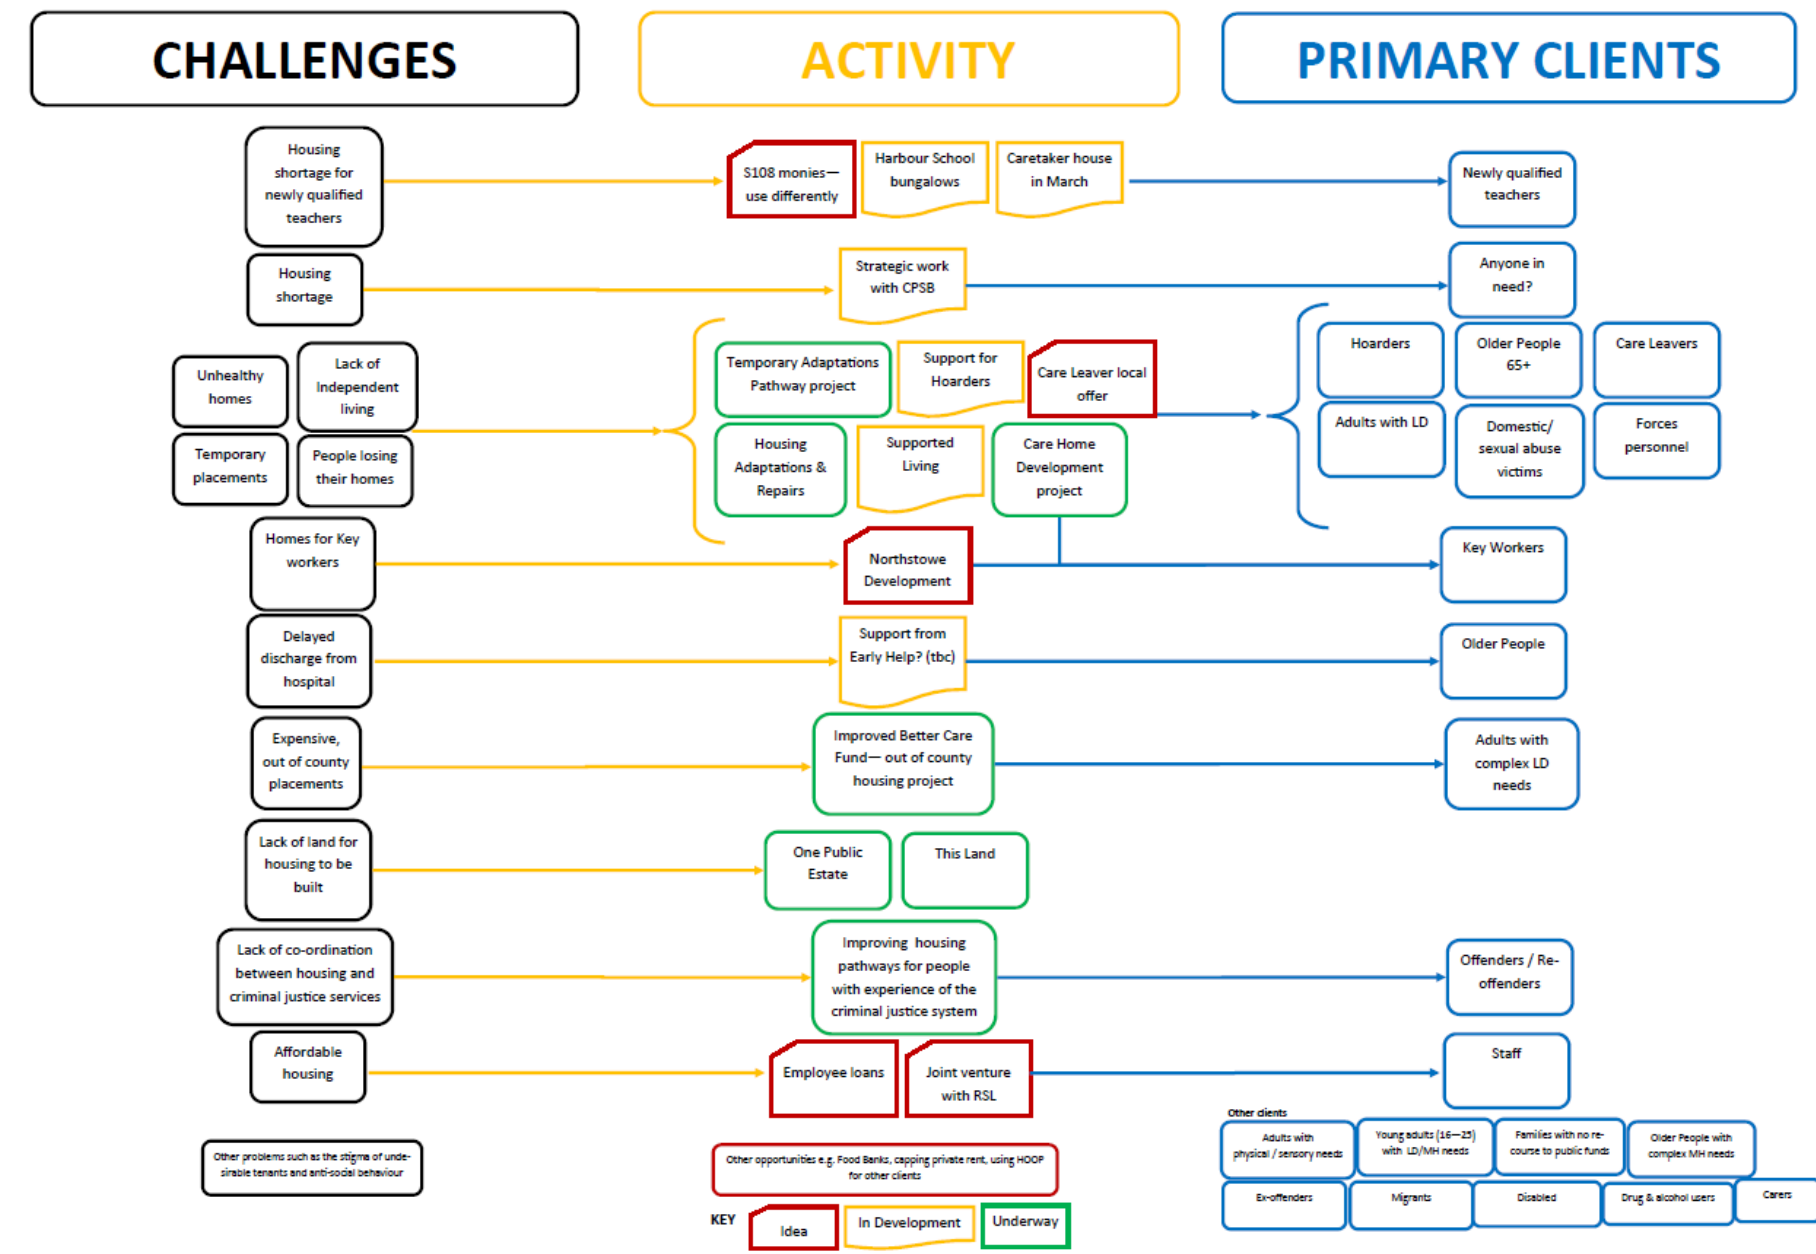 CHALLENGES
ACTIVITY
PRIMARY CLIENTS
Housing
shortage for
newly qualified
teachers
S108 monies—
use differently
Harbour School
bungalows
Caretaker house
in March
Newly qualified
teachers
Housing
shortage
Strategic work
with CPSB
Anyone in
need?
Unhealthy
homes
Lack of
Independent
living
Temporary
placements
People losing
their homes
Temporary Adaptations
Pathway project
Support for
Hoarders
Care Leaver local
offer
Housing
Adaptations &
Repairs
Supported
Living
Care Home
Development
project
Hoarders
Older People
65+
Care Leavers
Adults with LD
Domestic/
sexual abuse
victims
Forces
personnel
Homes for Key
workers
Northstowe
Development
Key Workers
Delayed
discharge from
hospital
Support from
Early Help? (tbc)
Older People
Expensive,
out of county
placements
Improved Better Care
Fund— out of county
housing project
Adults with
complex LD
needs
Lack of land for
housing to be
built
One Public
Estate
This Land
Lack of co-ordination
between housing and
criminal justice services
Improving housing
pathways for people
with experience of the
criminal justice system
Offenders / Re-
offenders
Affordable
housing
Employee loans
Joint venture
with RSL
Staff
Other problems such as the stigma of unde-
sirable tenants and anti-social behaviour
Other opportunities e.g. Food Banks, capping private rent, using HOOP
for other clients
KEY
Idea
In Development
Underway
Other clients
Adults with
physical / sensory needs
Young adults (16—25)
with LD/MH needs
Families with no re-
course to public funds
Older People with
complex MH needs
Ex-offenders
Migrants
Disabled
Drug & alcohol users
Carers